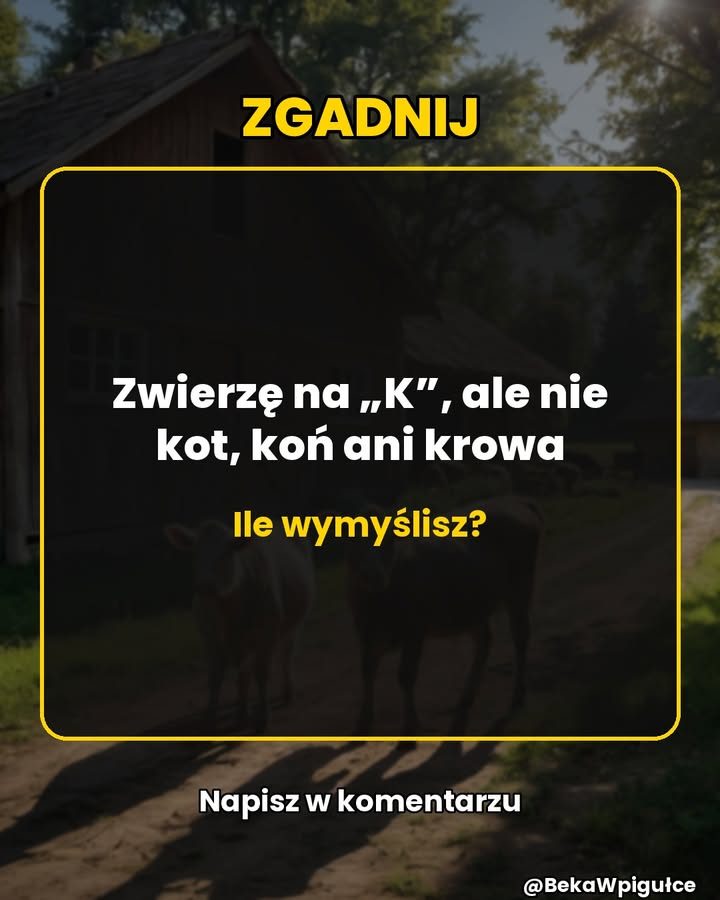 ZGADNIJ
Zwierzę na „K”, ale nie
kot, koń ani krowa
Ile wymyślisz?
Napisz w komentarzu
@BekaWpigułce